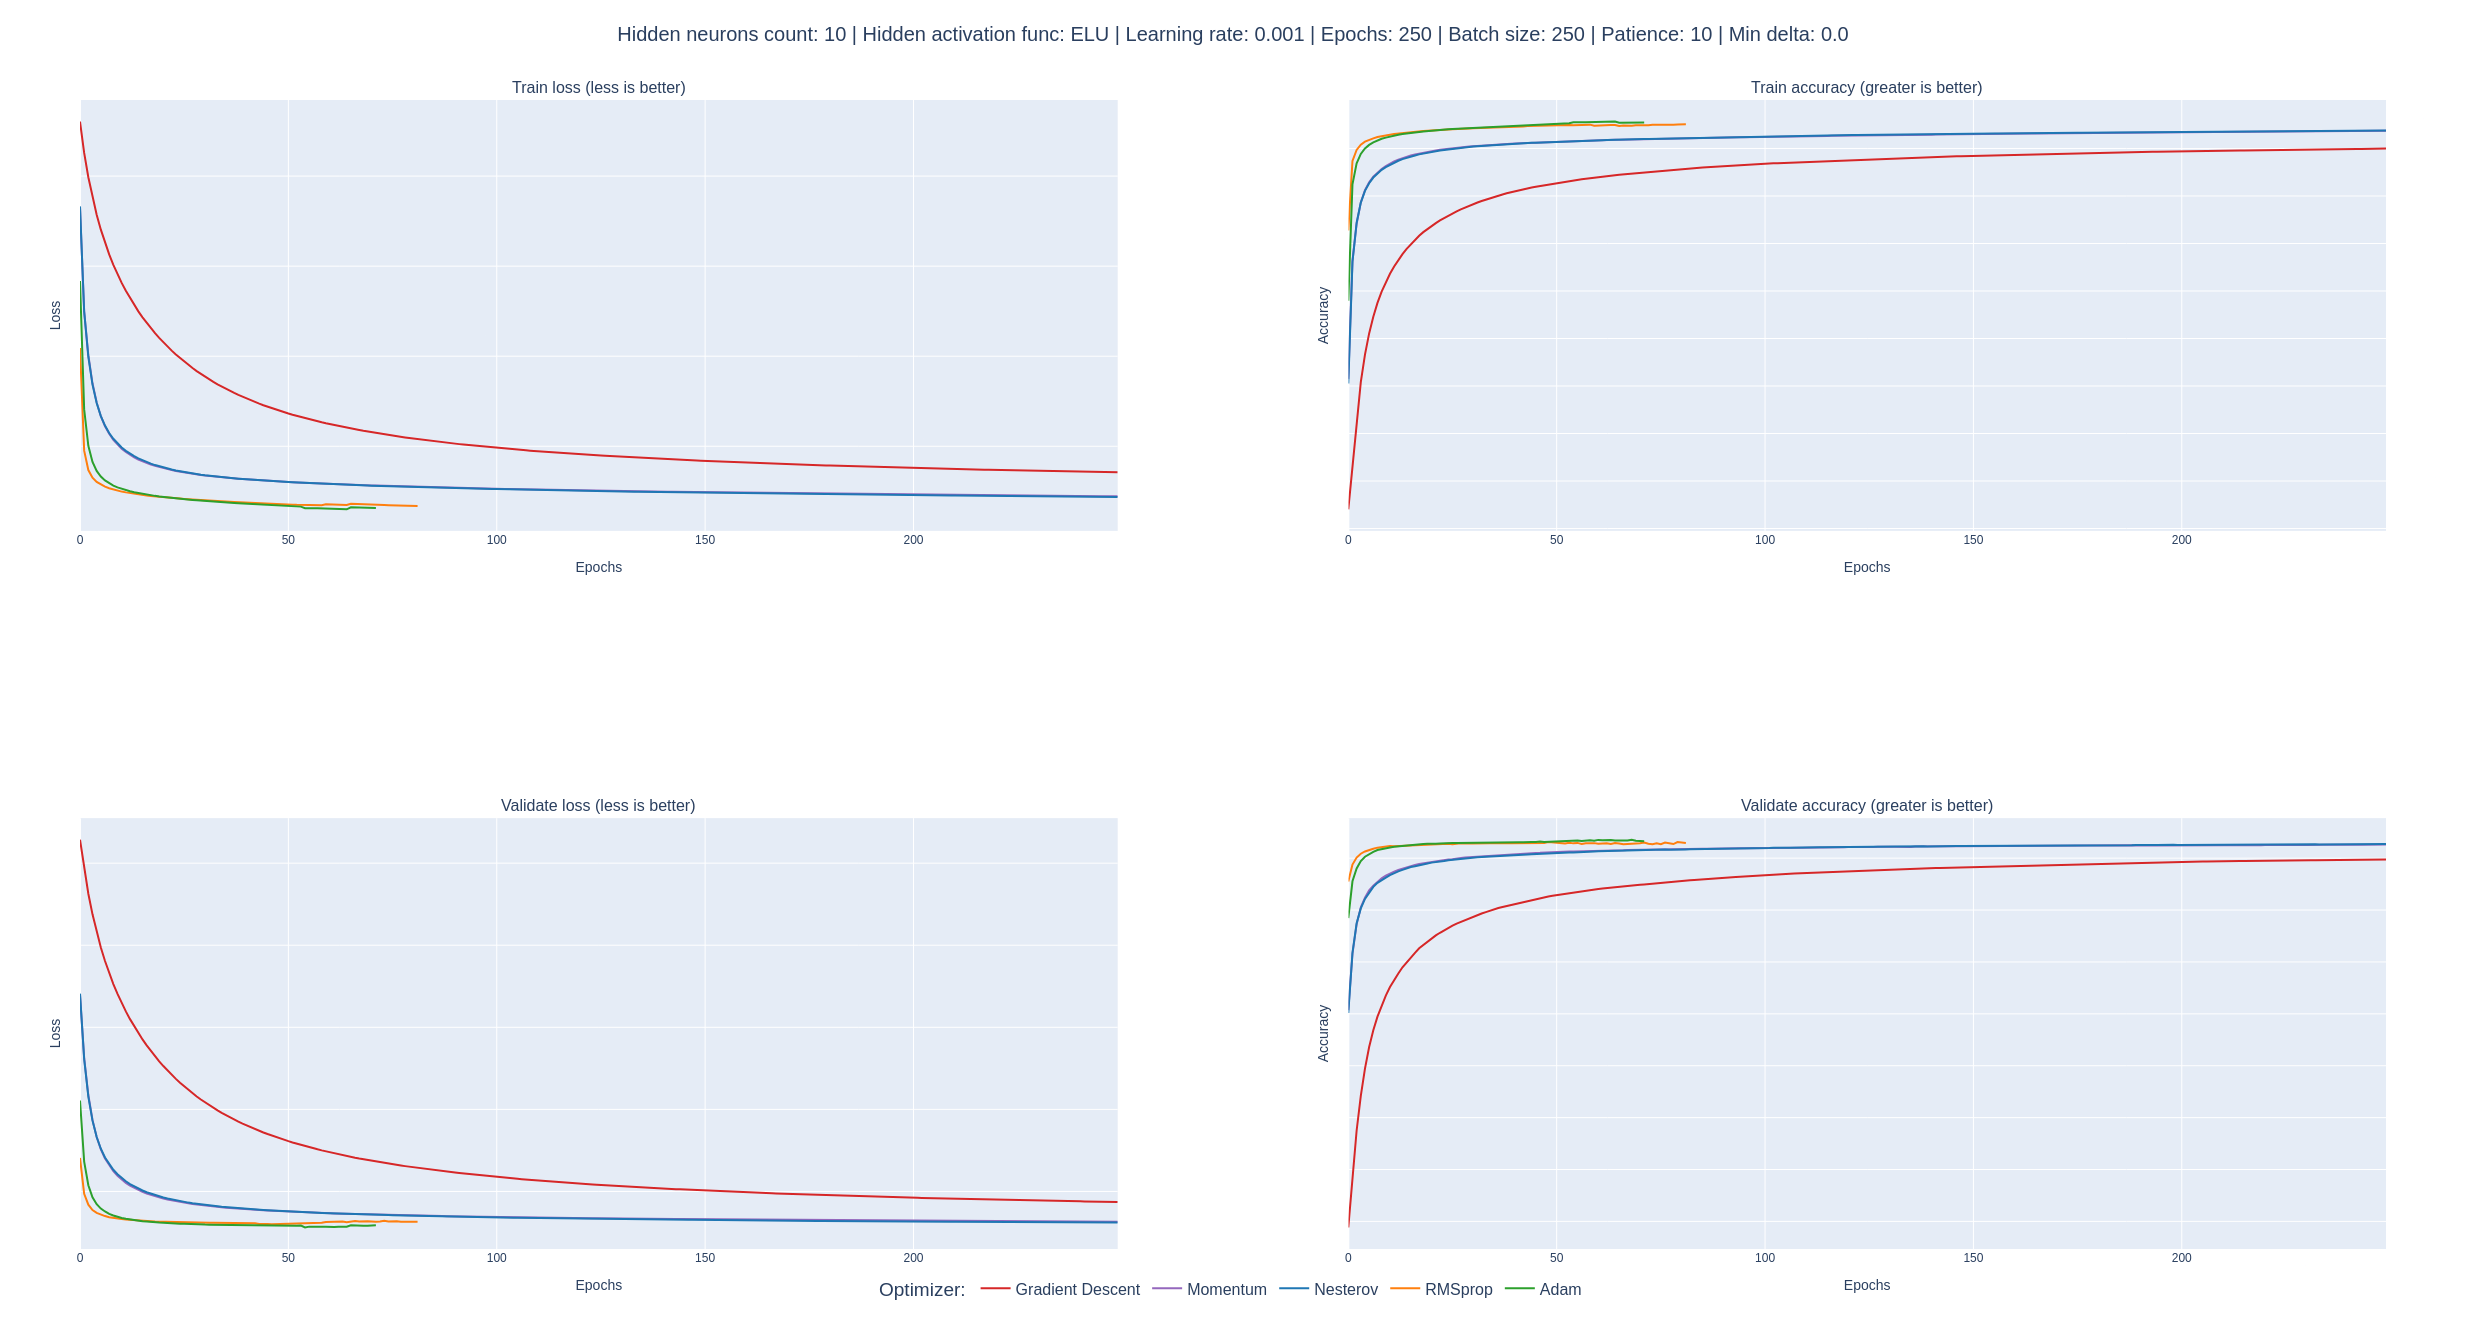 Hidden neurons count: 10 | Hidden activation func: ELU | Learning rate: 0.001 | Epochs: 250 | Batch size: 250 | Patience: 10 | Min delta: 0.0
Train loss (less is better)
Loss
0 50 100 150 200
Epochs
Train accuracy (greater is better)
Accuracy
0 50 100 150 200
Epochs
Validate loss (less is better)
Loss
0 50 100 150 200
Epochs
Validate accuracy (greater is better)
Accuracy
0 50 100 150 200
Epochs
Optimizer: Gradient Descent Momentum Nesterov RMSprop Adam